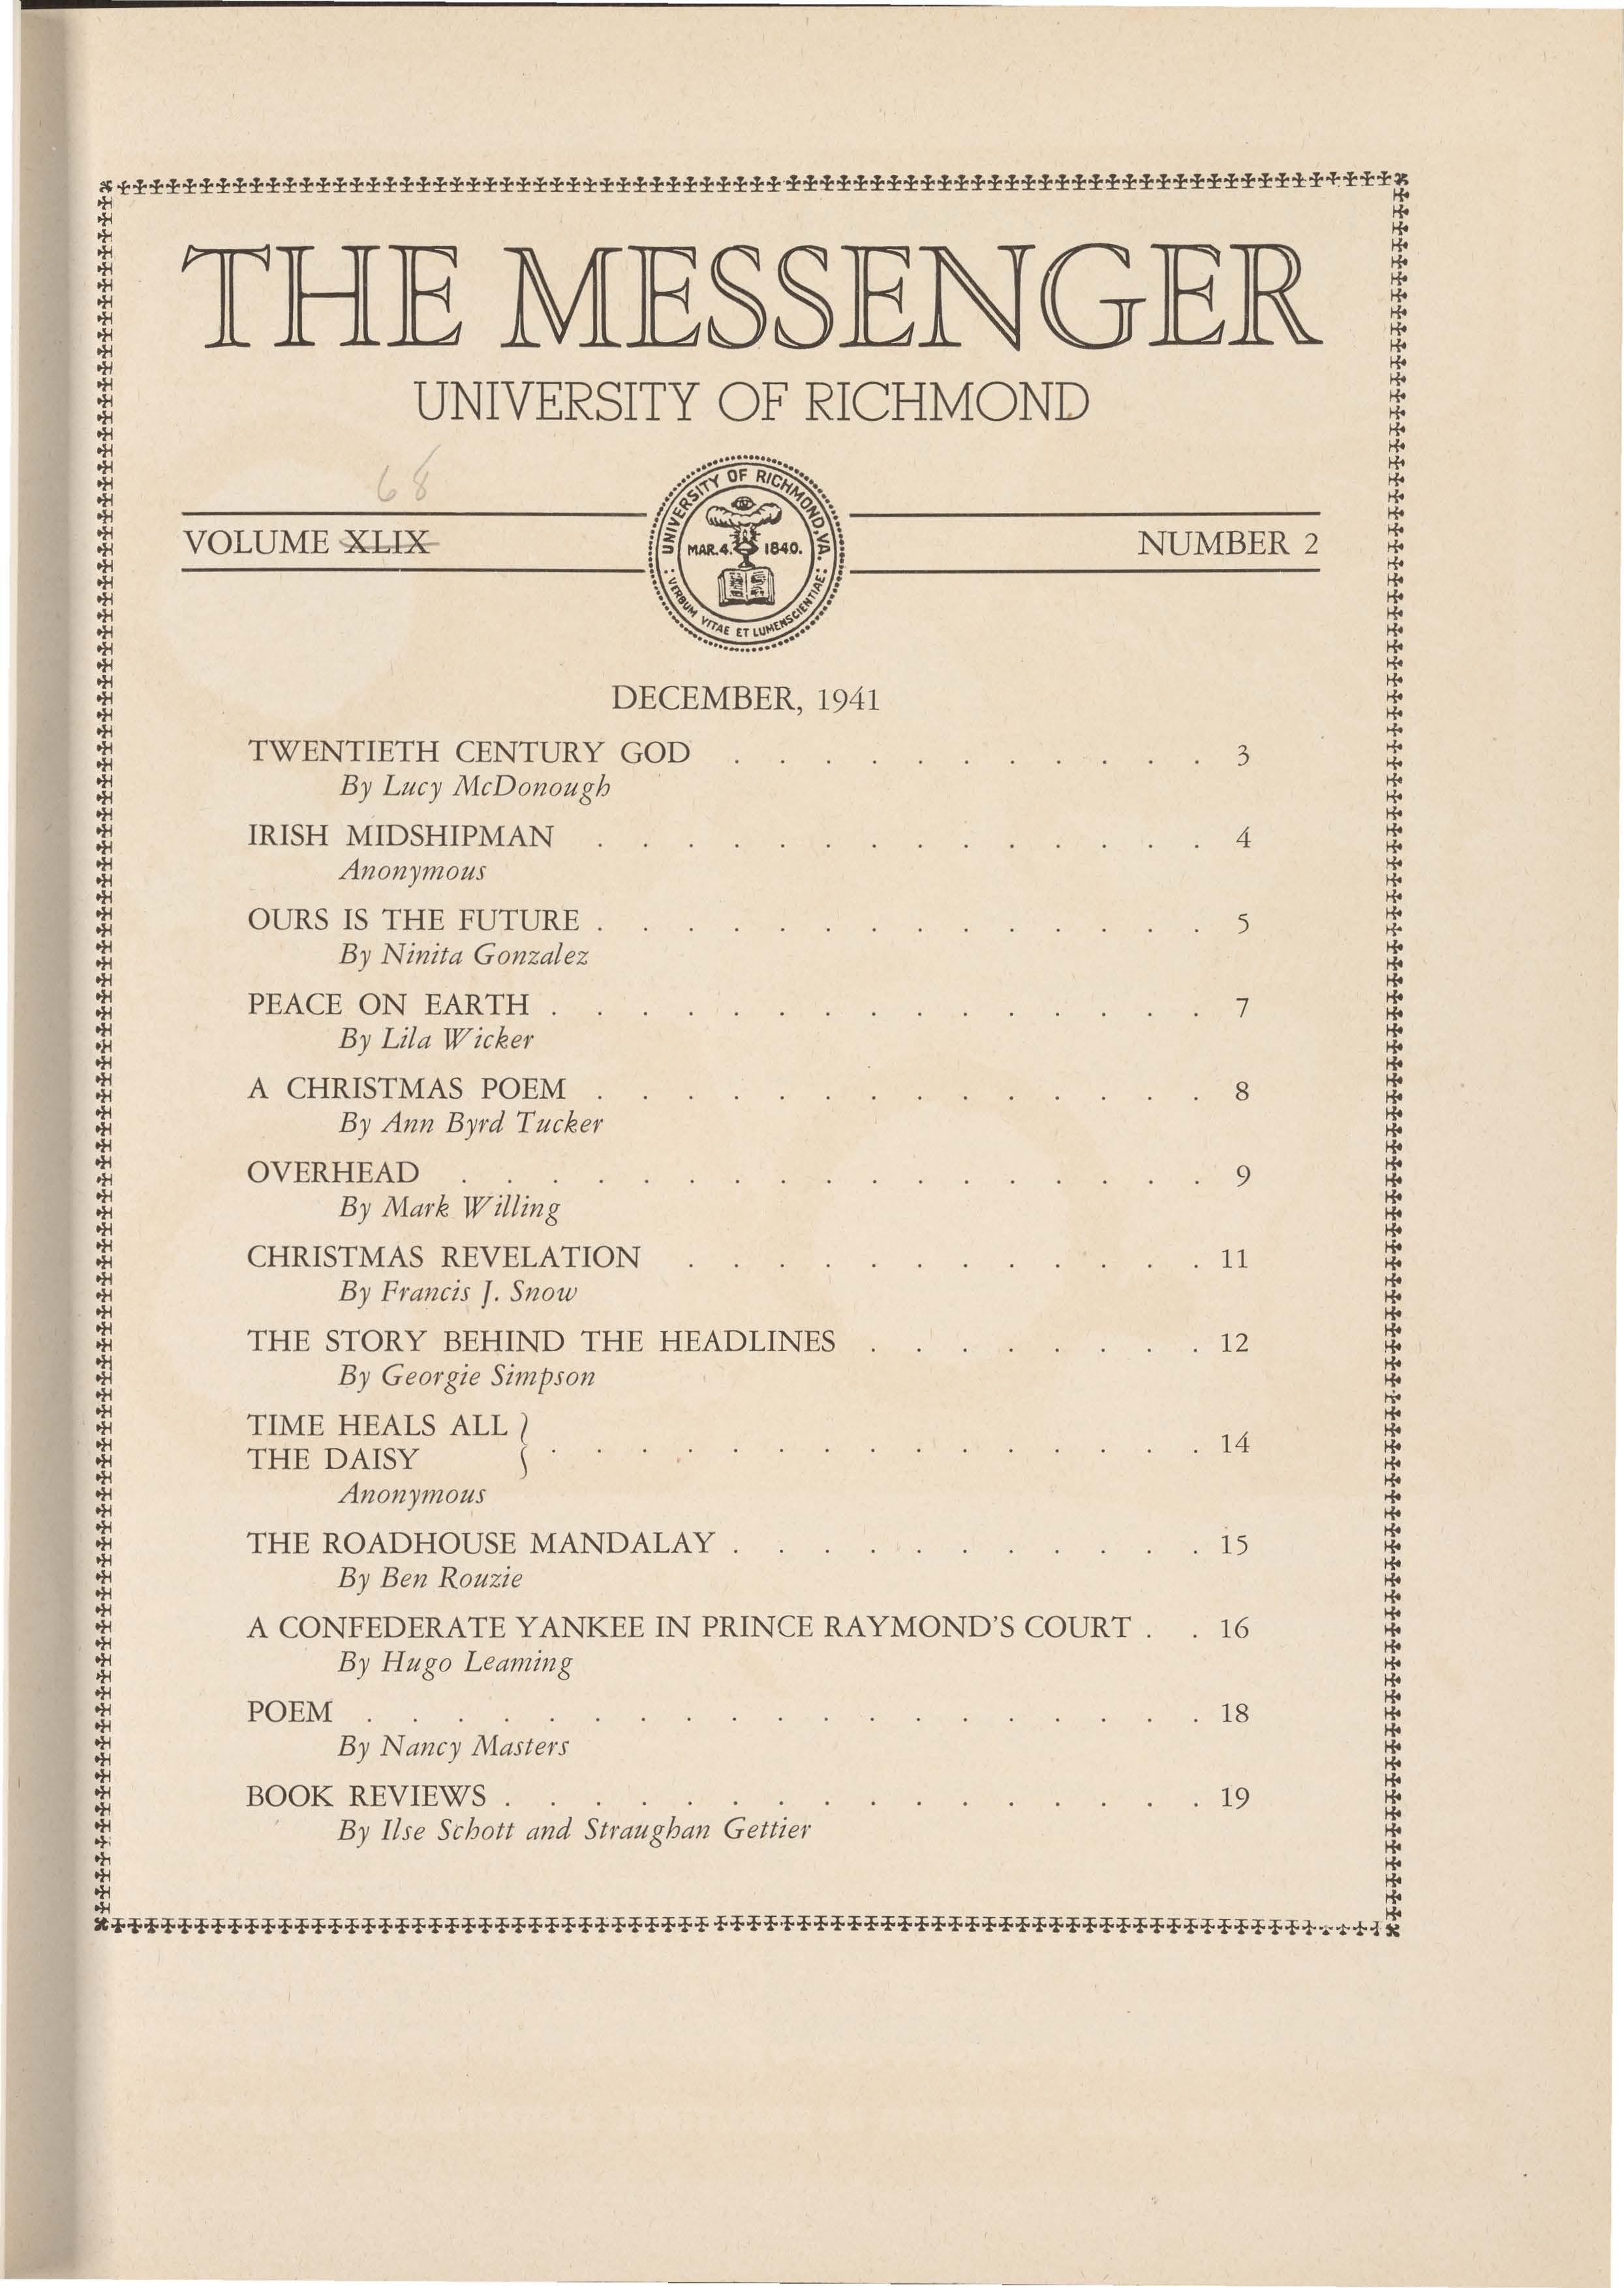 THE MESSENGER
UNIVERSITY OF RICHMOND
68
VOLUME XLIX
UNIVERSITY OF RICHMOND, VA.
MAR. 4. 1840.
: VERBUM VITAE ET LUMEN SCIENTIAE :
NUMBER 2
DECEMBER, 1941
TWENTIETH CENTURY GOD . . . . . . . . . . . 3
By Lucy McDonough
IRISH MIDSHIPMAN . . . . . . . . . . . . . . 4
Anonymous
OURS IS THE FUTURE . . . . . . . . . . . . . . 5
By Ninita Gonzalez
PEACE ON EARTH . . . . . . . . . . . . . . . 7
By Lila Wicker
A CHRISTMAS POEM . . . . . . . . . . . . . . 8
By Ann Byrd Tucker
OVERHEAD . . . . . . . . . . . . . . . . . 9
By Mark Willing
CHRISTMAS REVELATION . . . . . . . . . . . . 11
By Francis J. Snow
THE STORY BEHIND THE HEADLINES . . . . . . . . 12
By Georgie Simpson
TIME HEALS ALL }
THE DAISY } . . . . . . . . . . . . . . . 14
Anonymous
THE ROADHOUSE MANDALAY . . . . . . . . . . . 15
By Ben Rouzie
A CONFEDERATE YANKEE IN PRINCE RAYMOND'S COURT . . 16
By Hugo Leaming
POEM . . . . . . . . . . . . . . . . . . . 18
By Nancy Masters
BOOK REVIEWS . . . . . . . . . . . . . . . . 19
By Ilse Schott and Straughan Gettier